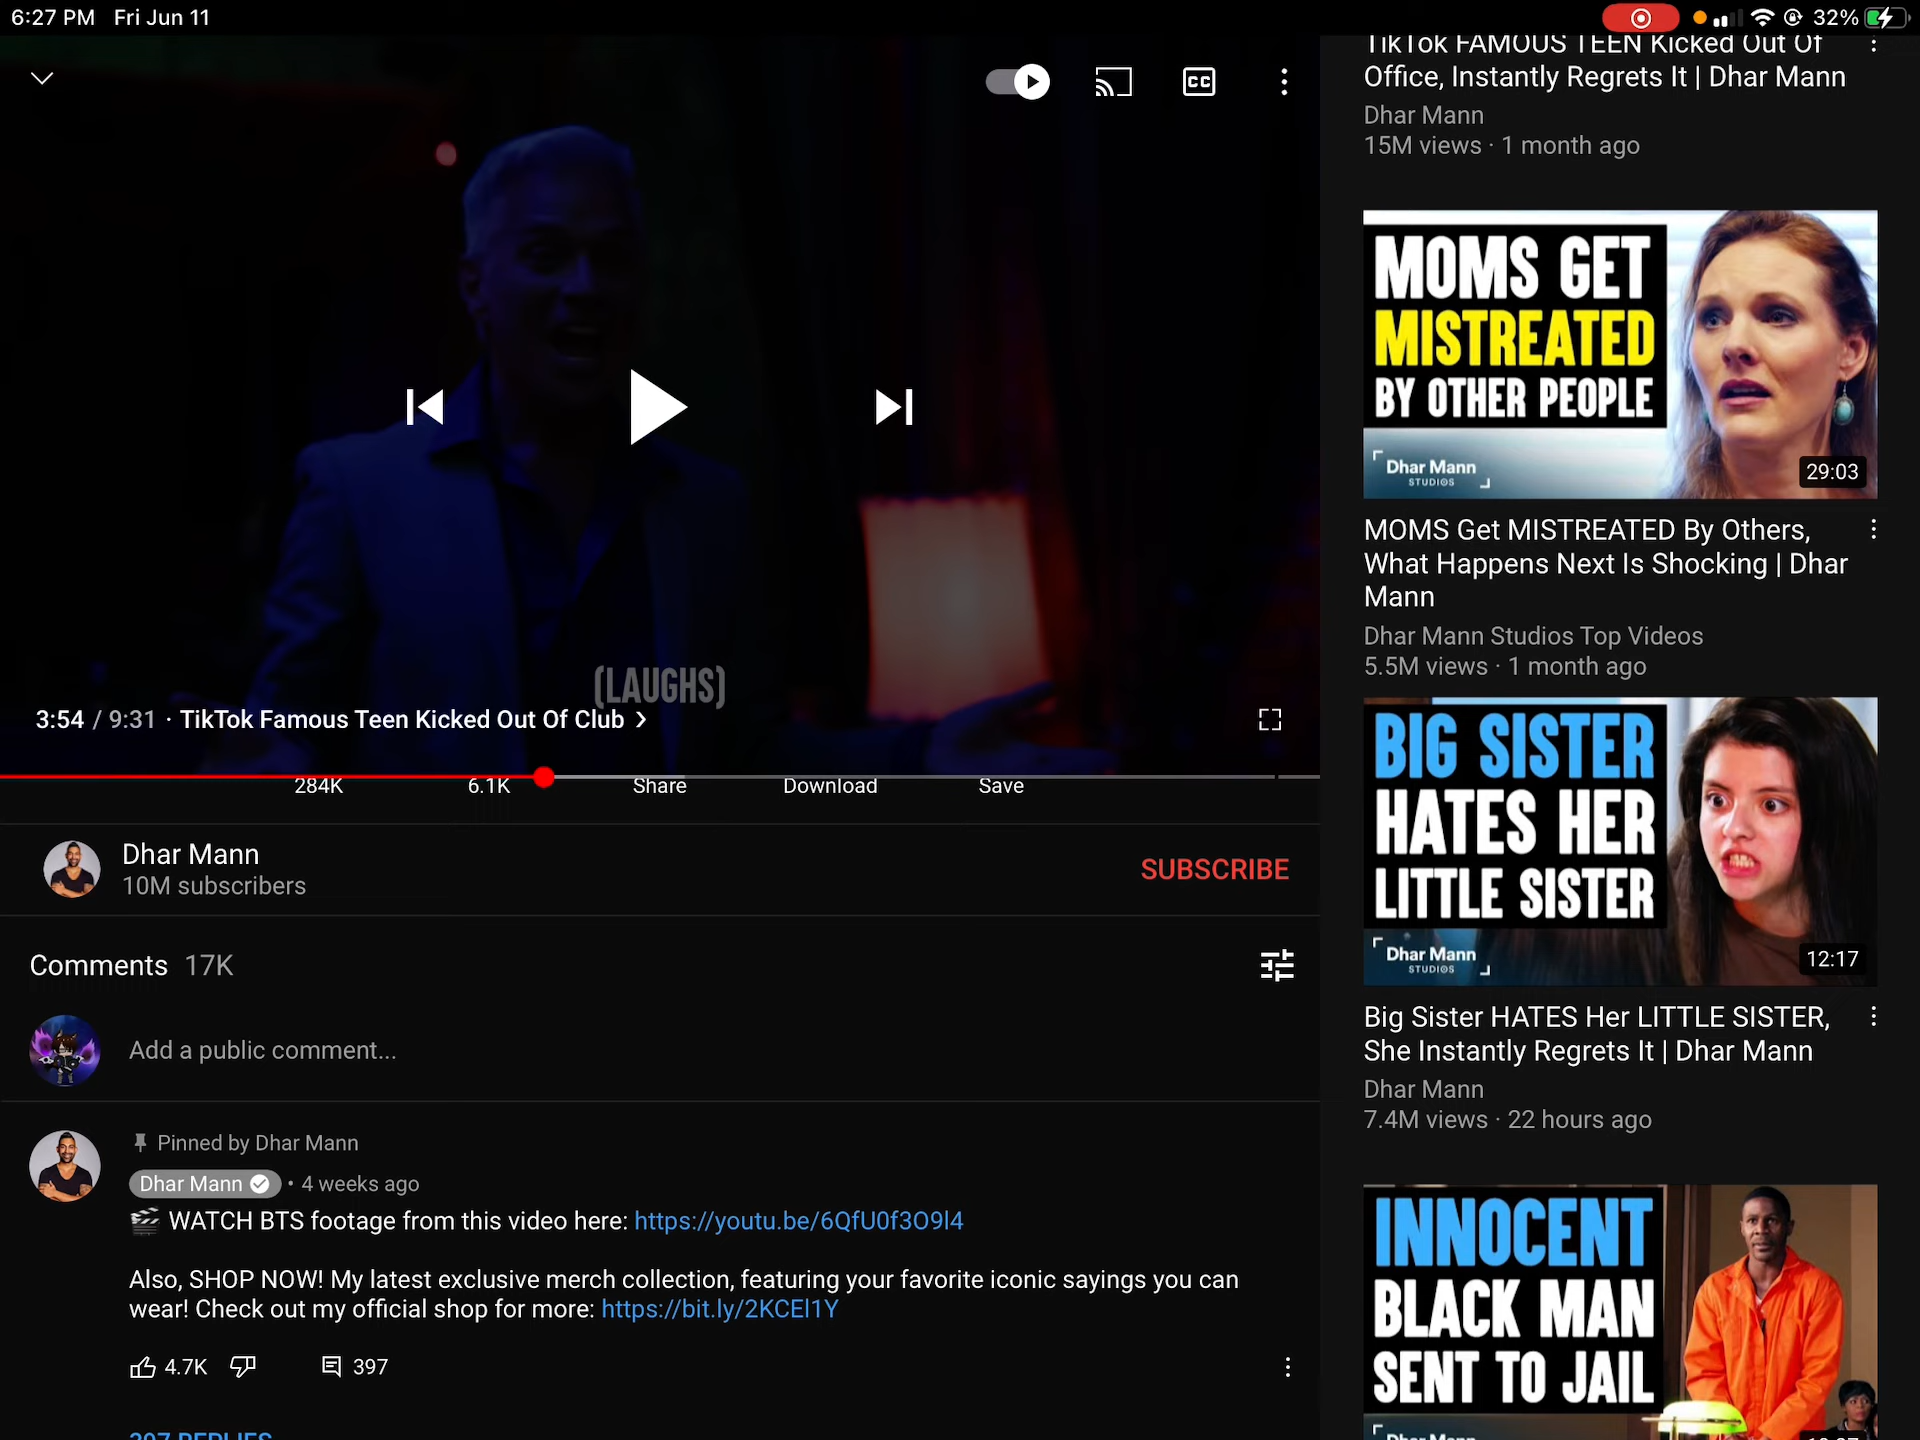 6:27 PM Fri Jun 11
32%
CC
(LAUGHS)
3:54 / 9:31 · TikTok Famous Teen Kicked Out Of Club
284K 6.1K Share Download Save
Dhar Mann
10M subscribers
SUBSCRIBE
Comments 17K
Add a public comment...
Pinned by Dhar Mann
Dhar Mann • 4 weeks ago
WATCH BTS footage from this video here: https://youtu.be/6QfU0f3O9l4
Also, SHOP NOW! My latest exclusive merch collection, featuring your favorite iconic sayings you can
wear! Check out my official shop for more: https://bit.ly/2KCEl1Y
4.7K 397
397 REPLIES
TikTok FAMOUS TEEN Kicked Out Of
Office, Instantly Regrets It | Dhar Mann
Dhar Mann
15M views · 1 month ago
MOMS GET
MISTREATED
BY OTHER PEOPLE
Dhar Mann
STUDIOS
29:03
MOMS Get MISTREATED By Others,
What Happens Next Is Shocking | Dhar
Mann
Dhar Mann Studios Top Videos
5.5M views · 1 month ago
BIG SISTER
HATES HER
LITTLE SISTER
Dhar Mann
STUDIOS
12:17
Big Sister HATES Her LITTLE SISTER,
She Instantly Regrets It | Dhar Mann
Dhar Mann
7.4M views · 22 hours ago
INNOCENT
BLACK MAN
SENT TO JAIL
Dhar Mann